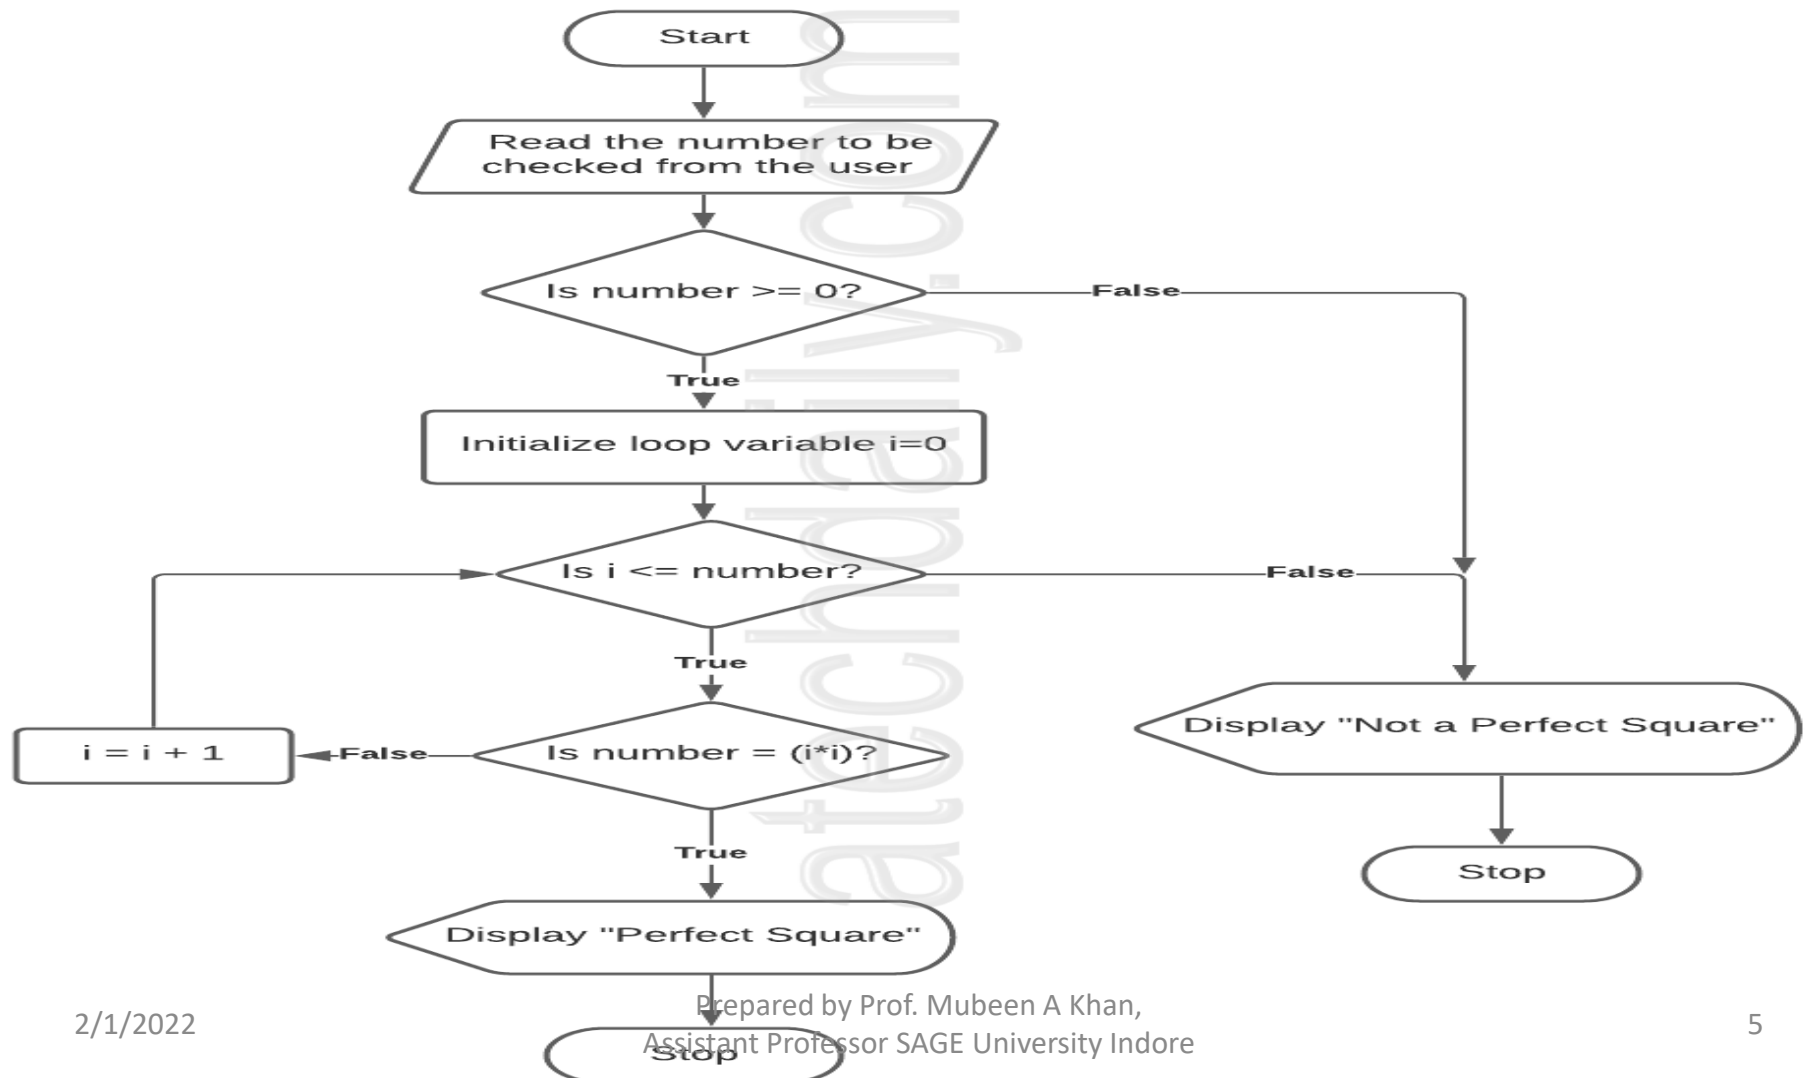 Start
Read the number to be
checked from the user
Is number >= 0?
False
True
Initialize loop variable i=0
Is i <= number?
False
True
i = i + 1
False
Is number = (i*i)?
Display "Not a Perfect Square"
True
Stop
Display "Perfect Square"
Stop
atechdaily.com
2/1/2022
Prepared by Prof. Mubeen A Khan,
Assistant Professor SAGE University Indore
5